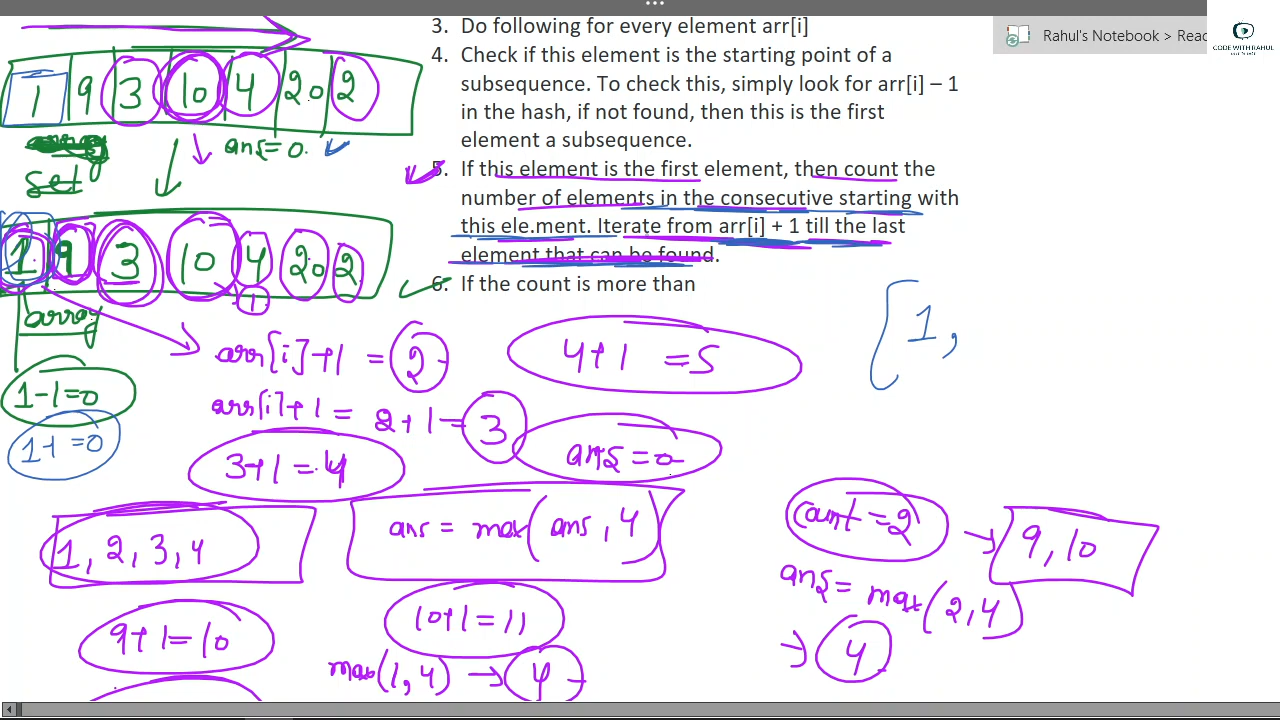 3. Do following for every element arr[i]
4. Check if this element is the starting point of a
subsequence. To check this, simply look for arr[i] – 1
in the hash, if not found, then this is the first
element a subsequence.
5. If this element is the first element, then count the
number of elements in the consecutive starting with
this ele.ment. Iterate from arr[i] + 1 till the last
element that can be found.
6. If the count is more than
Rahul's Notebook > Read
CODE WITH RAHUL
1 9 3 10 4 20 2
array
ans = 0.
set
1 9 3 10 4 20 2
1
array
1-1=0
1+ =0
arr[i]+1 = 2
arr[i]+1 = 2+1 = 3
3+1 = 4
4+1 = 5
ans = 0
{1,
1, 2, 3, 4
ans = max(ans, 4)
9+1=10
10+1=11
max(1,4) → 4
count = 2 → 9, 10
ans = max(2,4)
→ 4